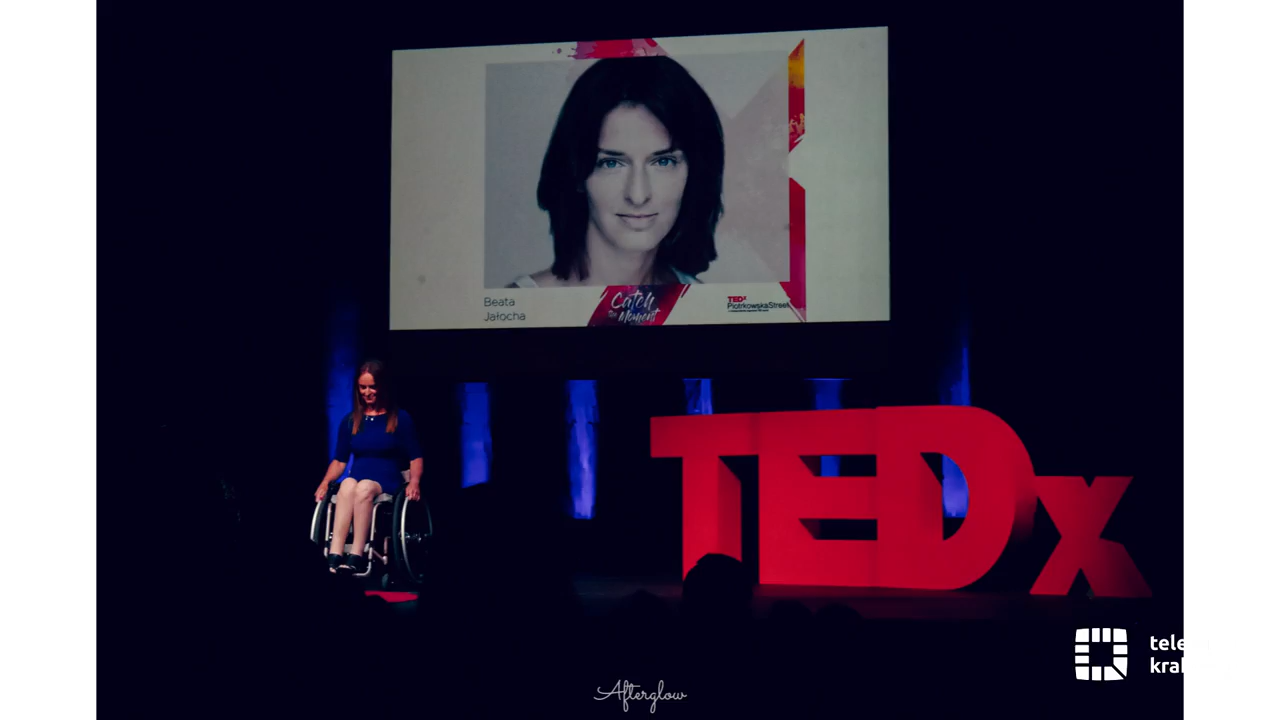 Beata
Jałocha
Catch
The Moment
TEDx
PiotrkowskaStreet
TEDx
Afterglow
tele
kra